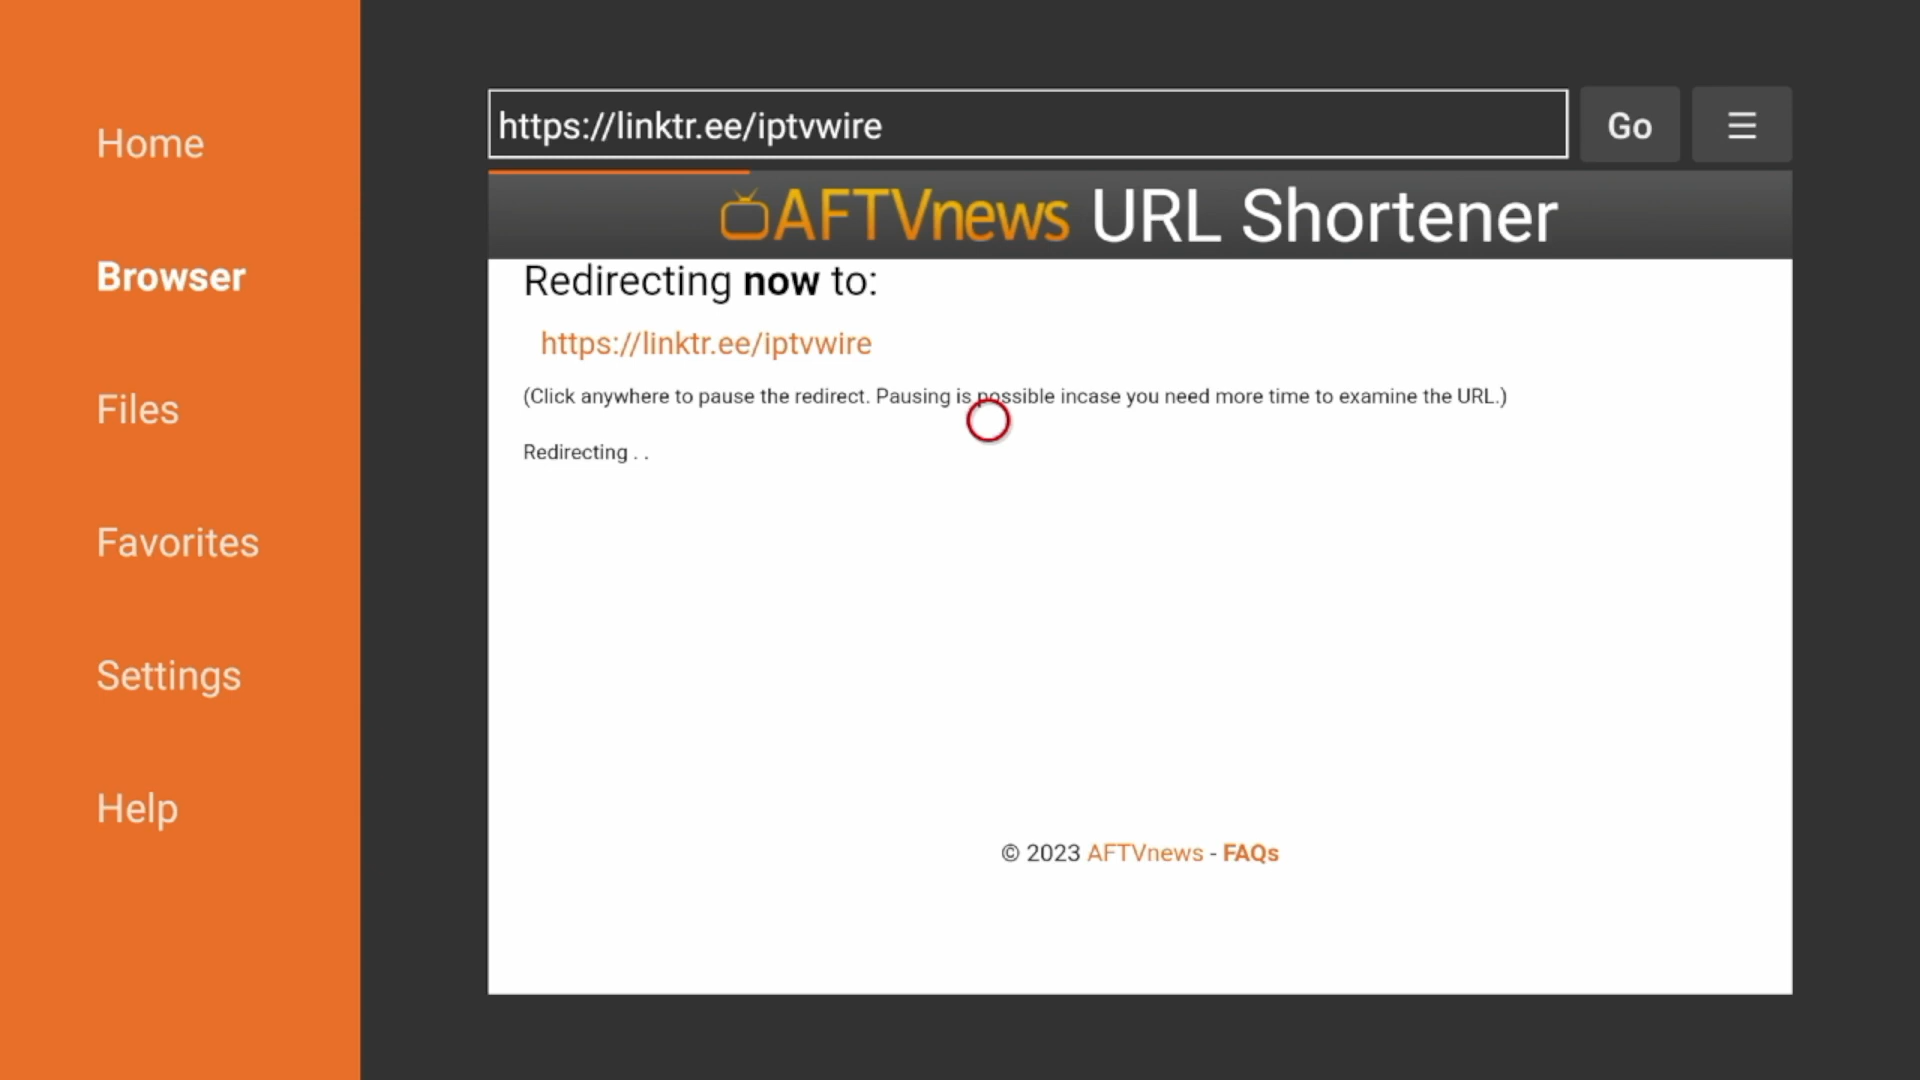 Home
Browser
Files
Favorites
Settings
Help
https://linktr.ee/iptvwire
Go
☰
AFTVnews URL Shortener
Redirecting now to:
https://linktr.ee/iptvwire
(Click anywhere to pause the redirect. Pausing is possible incase you need more time to examine the URL.)
Redirecting . .
© 2023 AFTVnews - FAQs